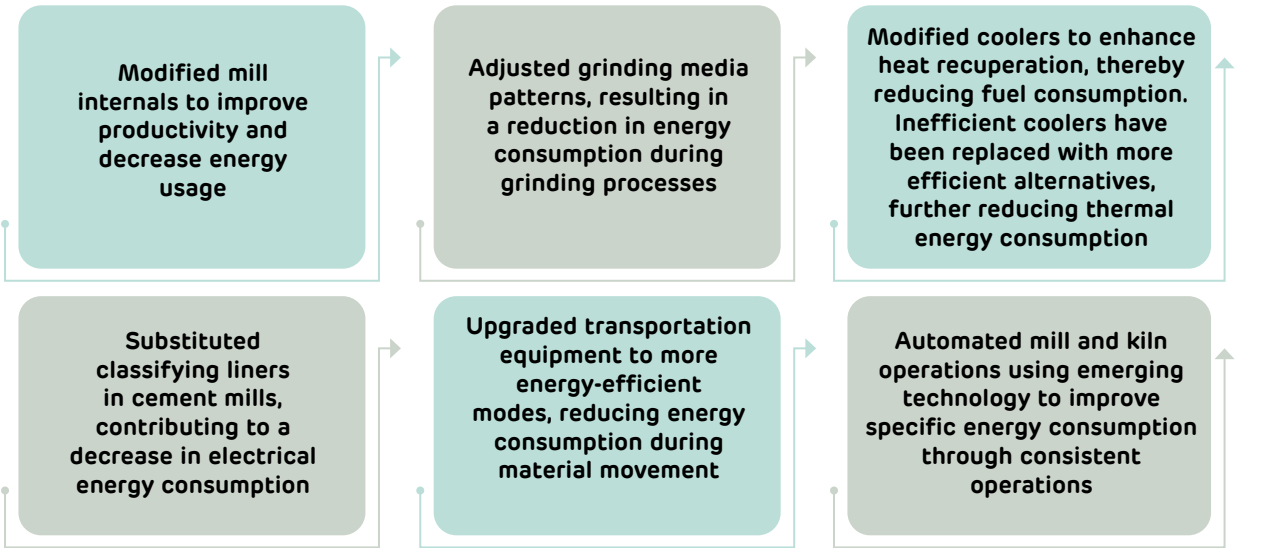 Modified mill
internals to improve
productivity and
decrease energy
usage
Adjusted grinding media
patterns, resulting in
a reduction in energy
consumption during
grinding processes
Modified coolers to enhance
heat recuperation, thereby
reducing fuel consumption.
Inefficient coolers have
been replaced with more
efficient alternatives,
further reducing thermal
energy consumption
Substituted
classifying liners
in cement mills,
contributing to a
decrease in electrical
energy consumption
Upgraded transportation
equipment to more
energy-efficient
modes, reducing energy
consumption during
material movement
Automated mill and kiln
operations using emerging
technology to improve
specific energy consumption
through consistent
operations